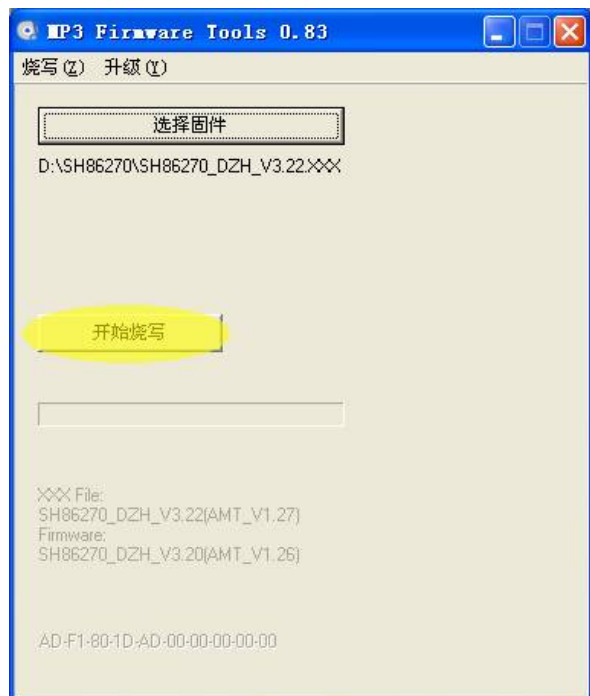 MP3 Firmware Tools 0.83
烧写(Z) 升级(Y)
选择固件
D:\SH86270\SH86270_DZH_V3.22.XXX
开始烧写
XXX File:
SH86270_DZH_V3.22(AMT_V1.27)
Firmware:
SH86270_DZH_V3.20(AMT_V1.26)
AD-F1-80-1D-AD-00-00-00-00-00